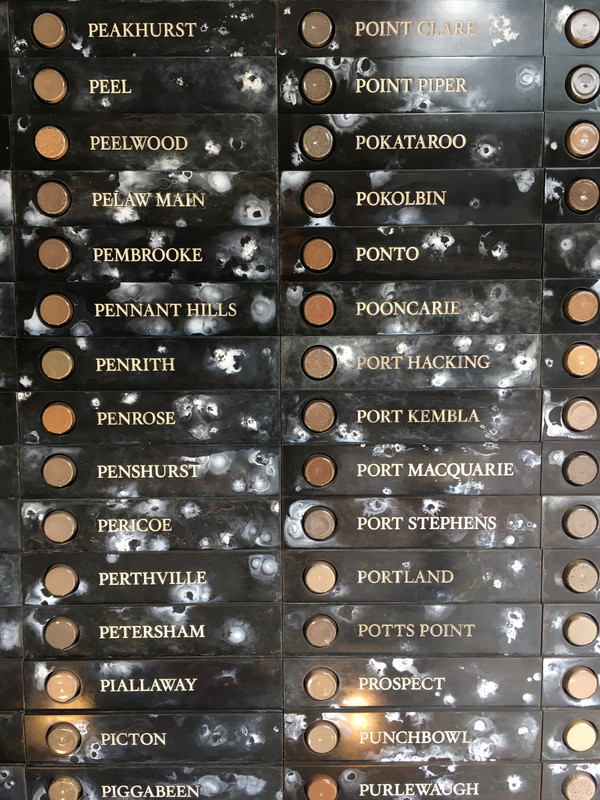 PEAKHURST
PEEL
PEELWOOD
PELAW MAIN
PEMBROOKE
PENNANT HILLS
PENRITH
PENROSE
PENSHURST
PERICOE
PERTHVILLE
PETERSHAM
PIALLAWAY
PICTON
PIGGABEEN
POINT CLARE
POINT PIPER
POKATAROO
POKOLBIN
PONTO
POONCARIE
PORT HACKING
PORT KEMBLA
PORT MACQUARIE
PORT STEPHENS
PORTLAND
POTTS POINT
PROSPECT
PUNCHBOWL
PURLEWAUGH